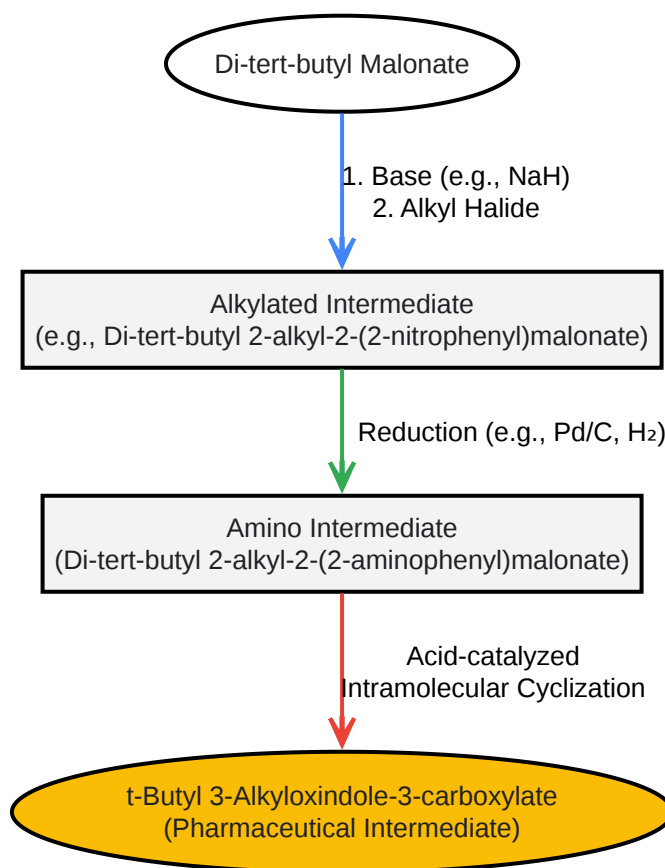 Di-tert-butyl Malonate
1. Base (e.g., NaH)
2. Alkyl Halide
Alkylated Intermediate
(e.g., Di-tert-butyl 2-alkyl-2-(2-nitrophenyl)malonate)
Reduction (e.g., Pd/C, H₂)
Amino Intermediate
(Di-tert-butyl 2-alkyl-2-(2-aminophenyl)malonate)
Acid-catalyzed
Intramolecular Cyclization
t-Butyl 3-Alkyloxindole-3-carboxylate
(Pharmaceutical Intermediate)